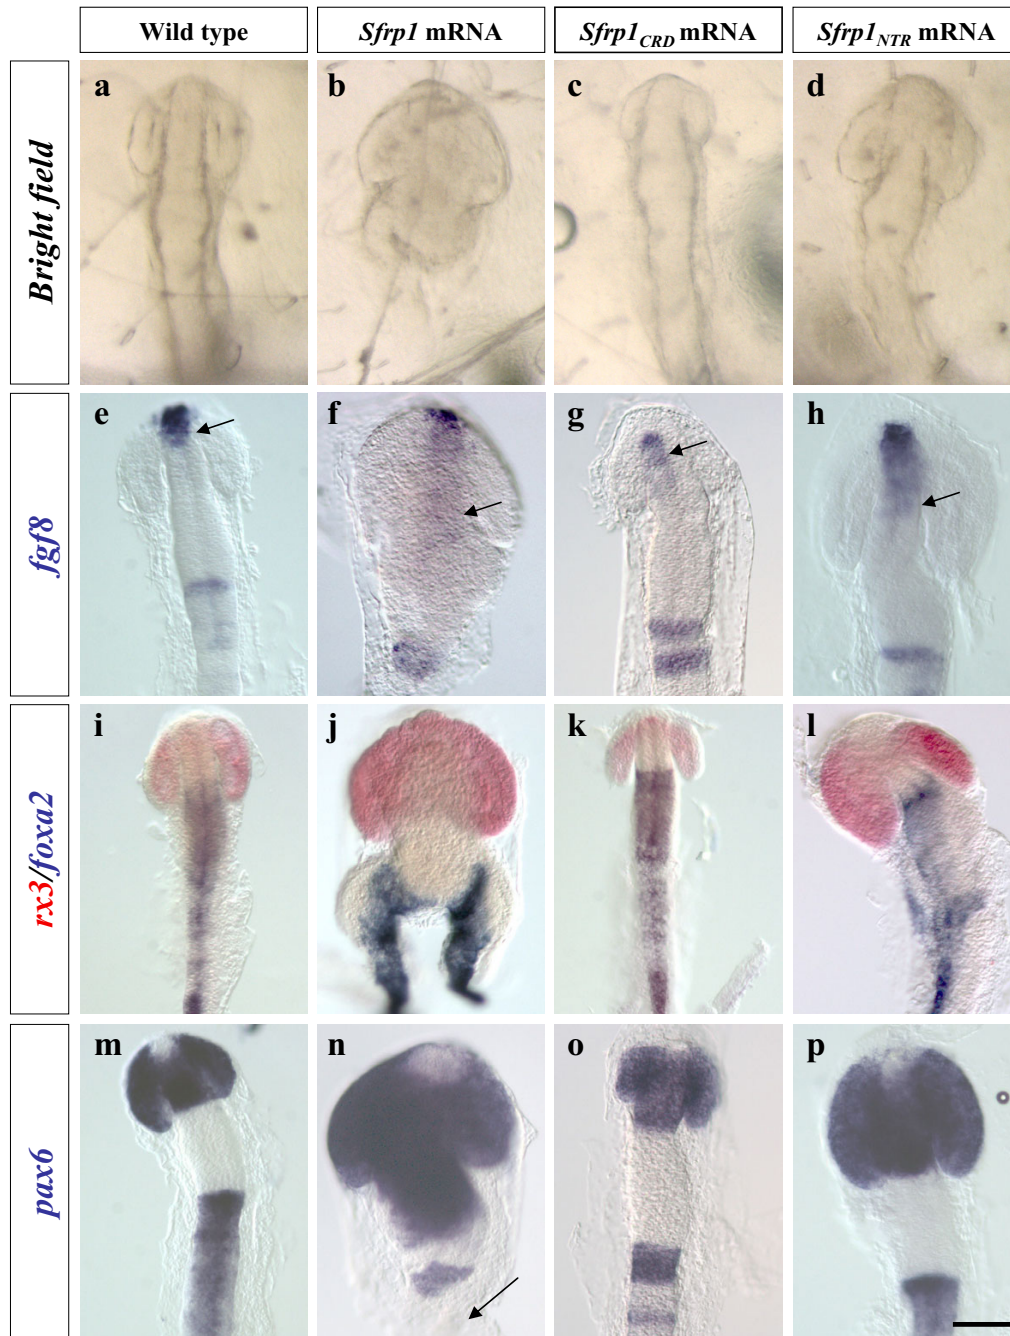 Wild type
Sfrp1 mRNA
Sfrp1CRD mRNA
Sfrp1NTR mRNA
Bright field
a
b
c
d
fgf8
e
f
g
h
rx3/foxa2
i
j
k
l
pax6
m
n
o
p